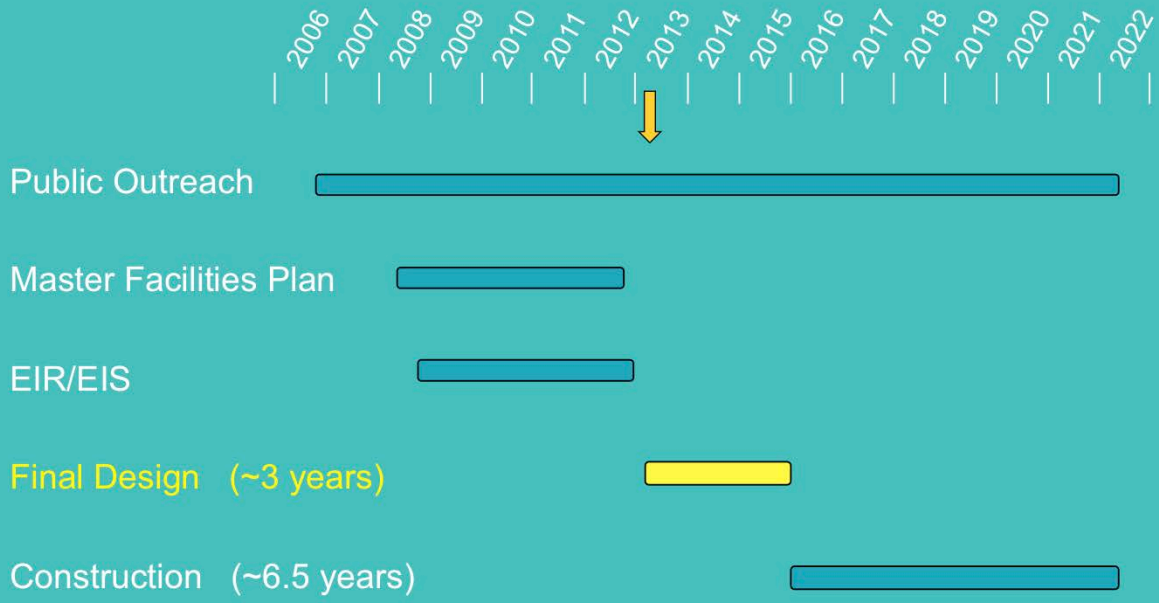 2006 2007 2008 2009 2010 2011 2012 2013 2014 2015 2016 2017 2018 2019 2020 2021 2022
Public Outreach
Master Facilities Plan
EIR/EIS
Final Design (~3 years)
Construction (~6.5 years)